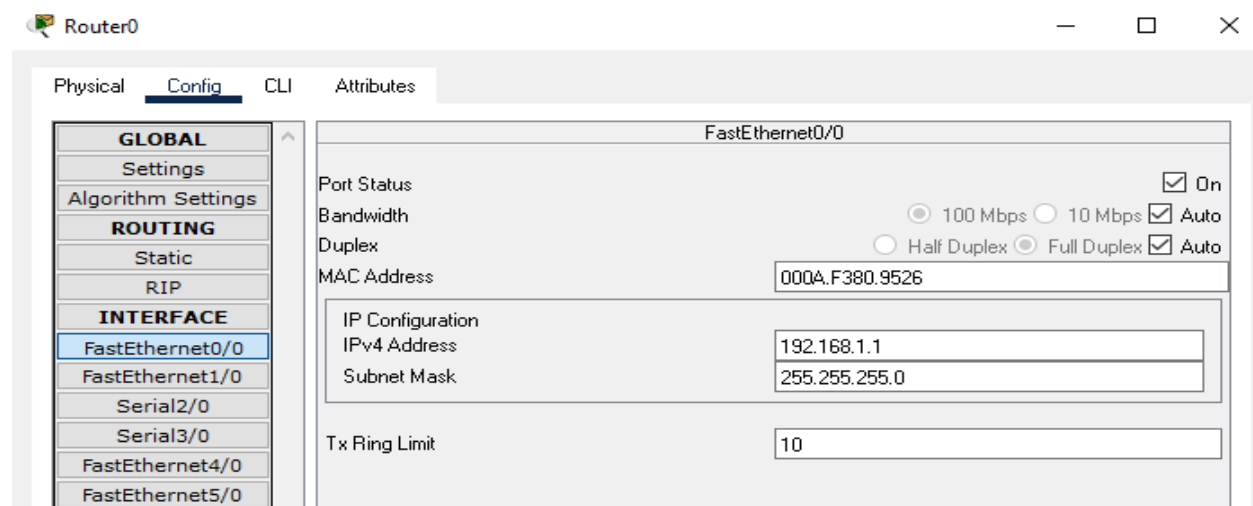 Router0
Physical Config CLI Attributes
GLOBAL
Settings
Algorithm Settings
ROUTING
Static
RIP
INTERFACE
FastEthernet0/0
FastEthernet1/0
Serial2/0
Serial3/0
FastEthernet4/0
FastEthernet5/0
FastEthernet0/0
Port Status On
Bandwidth 100 Mbps 10 Mbps Auto
Duplex Half Duplex Full Duplex Auto
MAC Address 000A.F380.9526
IP Configuration
IPv4 Address 192.168.1.1
Subnet Mask 255.255.255.0
Tx Ring Limit 10